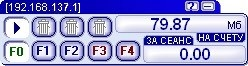 [192.168.137.1] ? _
79.87 Мб
ЗА СЕАНС НА СЧЕТУ
F0 F1 F2 F3 F4 0.00